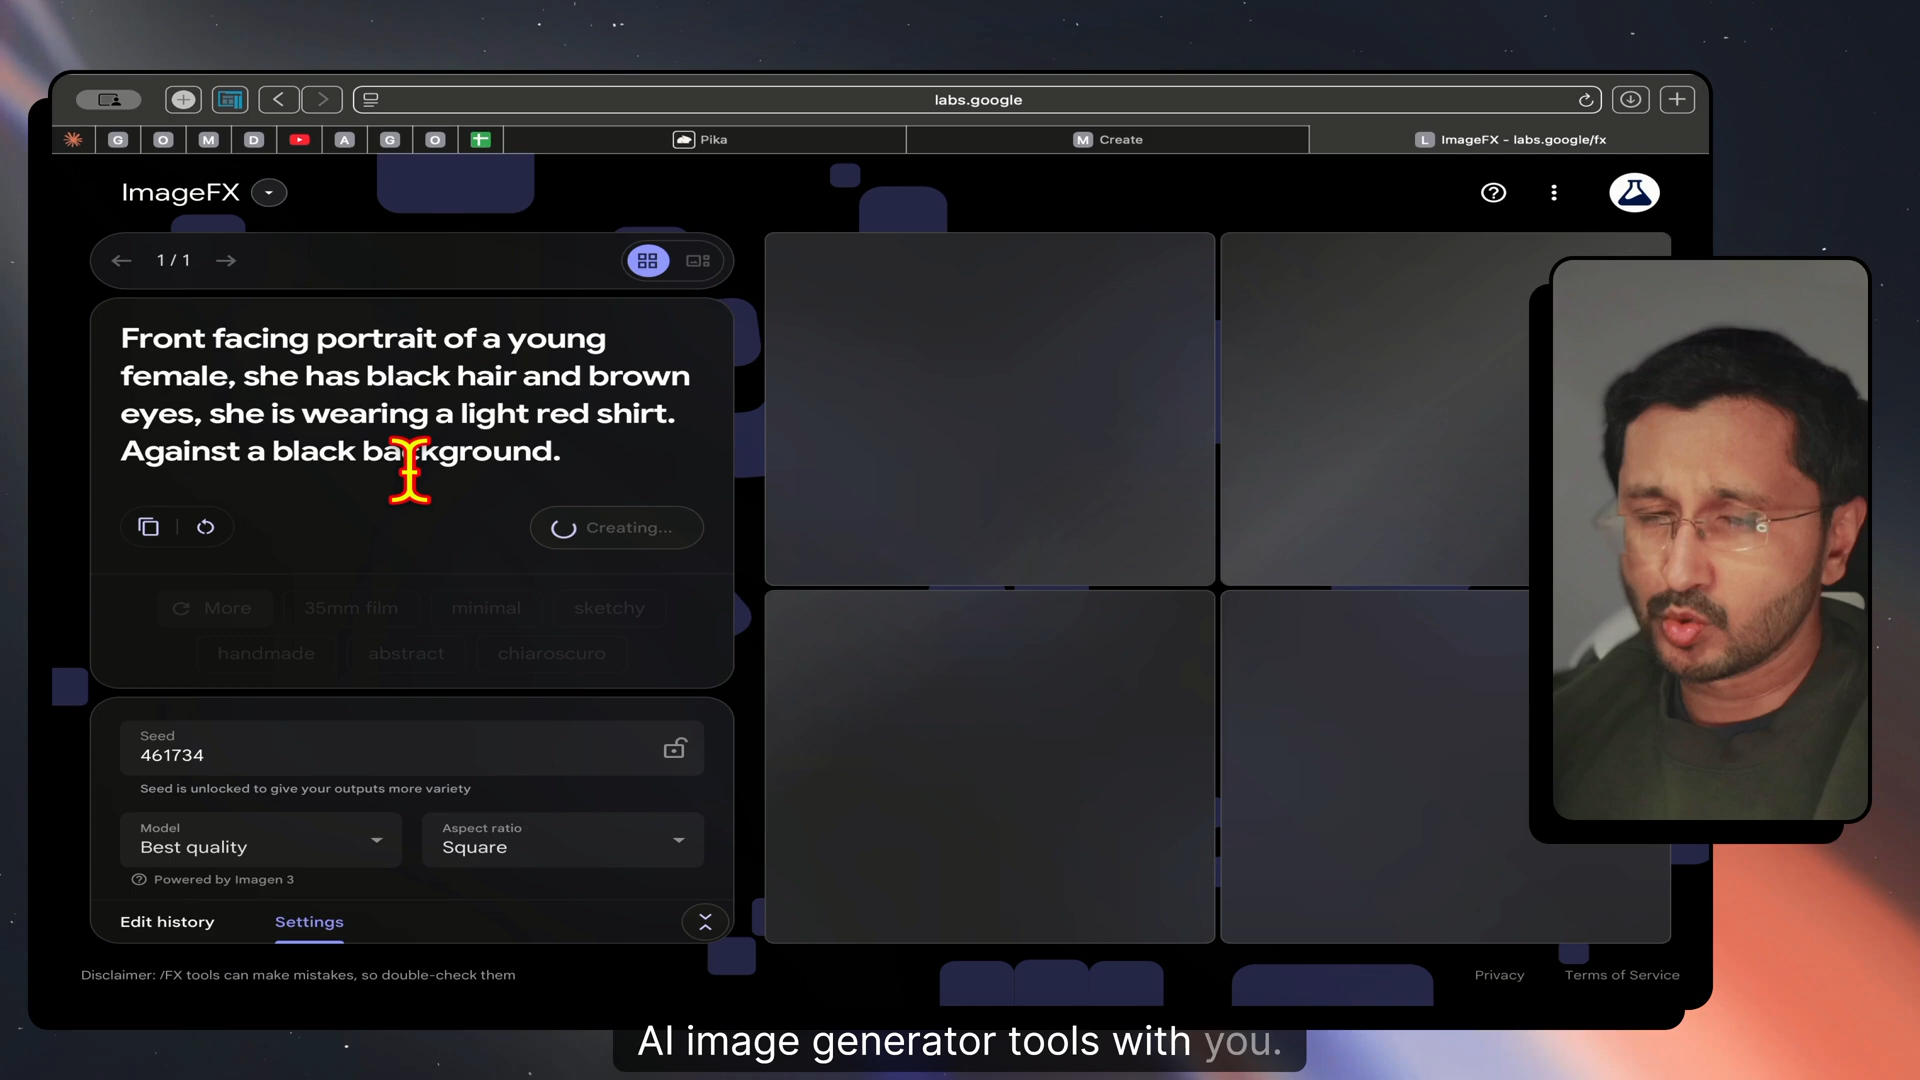 labs.google
G
O
M
D
A
G
O
Pika
M
Create
L
ImageFX - labs.google/fx
ImageFX
1 / 1
Front facing portrait of a young
female, she has black hair and brown
eyes, she is wearing a light red shirt.
Against a black background.
Creating...
More
35mm film
minimal
sketchy
handmade
abstract
chiaroscuro
Seed
461734
Seed is unlocked to give your outputs more variety
Model
Best quality
Aspect ratio
Square
Powered by Imagen 3
Edit history
Settings
Disclaimer: /FX tools can make mistakes, so double-check them
Privacy
Terms of Service
AI image generator tools with you.